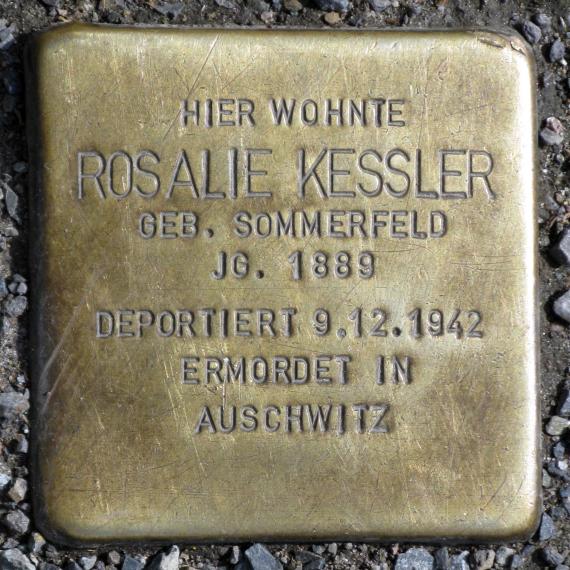 HIER WOHNTE
ROSALIE KESSLER
GEB. SOMMERFELD
JG. 1889
DEPORTIERT 9.12.1942
ERMORDET IN
AUSCHWITZ